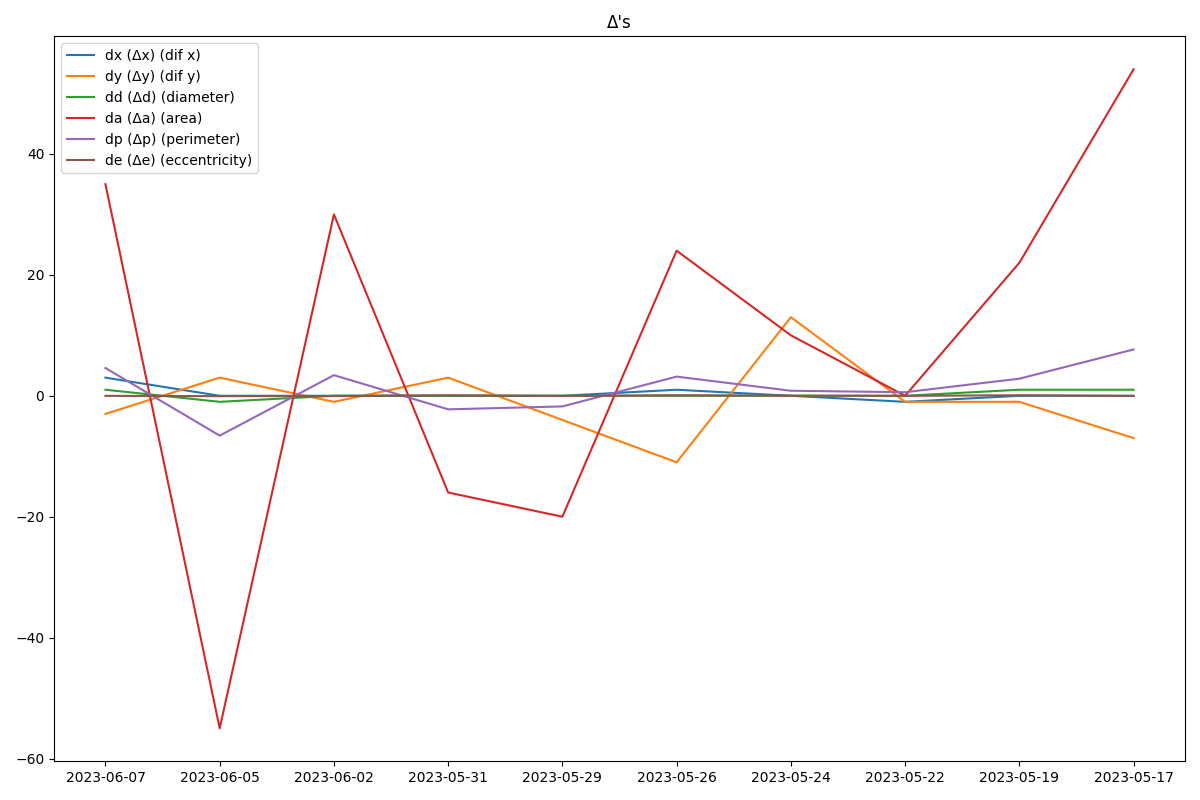 Δ's
dx (Δx) (dif x)
dy (Δy) (dif y)
dd (Δd) (diameter)
da (Δa) (area)
dp (Δp) (perimeter)
de (Δe) (eccentricity)
40
20
0
−20
−40
−60
2023-06-07 2023-06-05 2023-06-02 2023-05-31 2023-05-29 2023-05-26 2023-05-24 2023-05-22 2023-05-19 2023-05-17